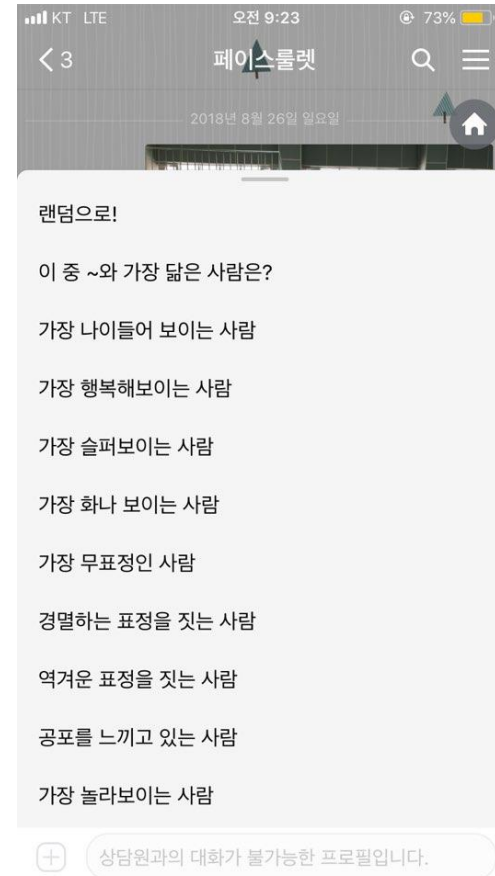 KT LTE 오전 9:23 73%
3 페이스룰렛
2018년 8월 26일 일요일
랜덤으로!
이 중 ~와 가장 닮은 사람은?
가장 나이들어 보이는 사람
가장 행복해보이는 사람
가장 슬퍼보이는 사람
가장 화나 보이는 사람
가장 무표정인 사람
경멸하는 표정을 짓는 사람
역겨운 표정을 짓는 사람
공포를 느끼고 있는 사람
가장 놀라보이는 사람
상담원과의 대화가 불가능한 프로필입니다.